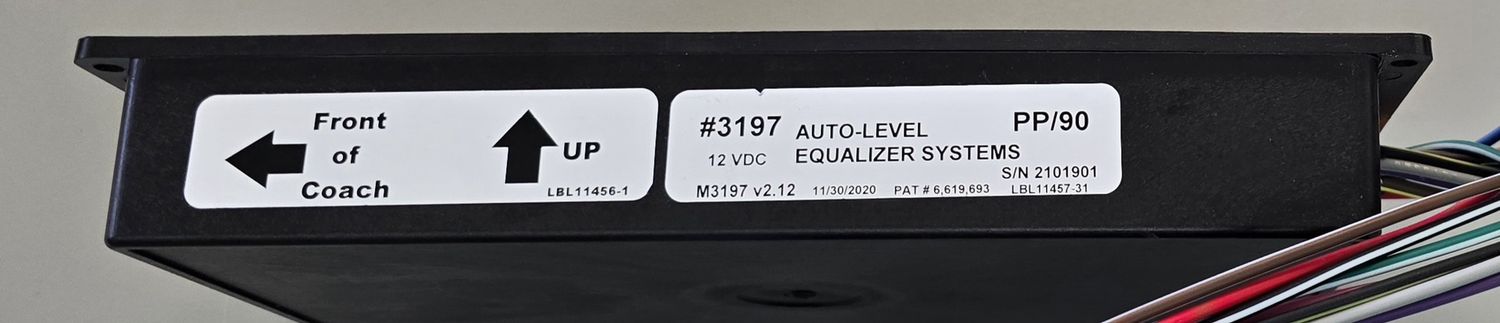 Front
of
Coach
UP
LBL11456-1
#3197 AUTO-LEVEL PP/90
12 VDC EQUALIZER SYSTEMS
S/N 2101901
M3197 v2.12 11/30/2020 PAT # 6,619,693 LBL11457-31